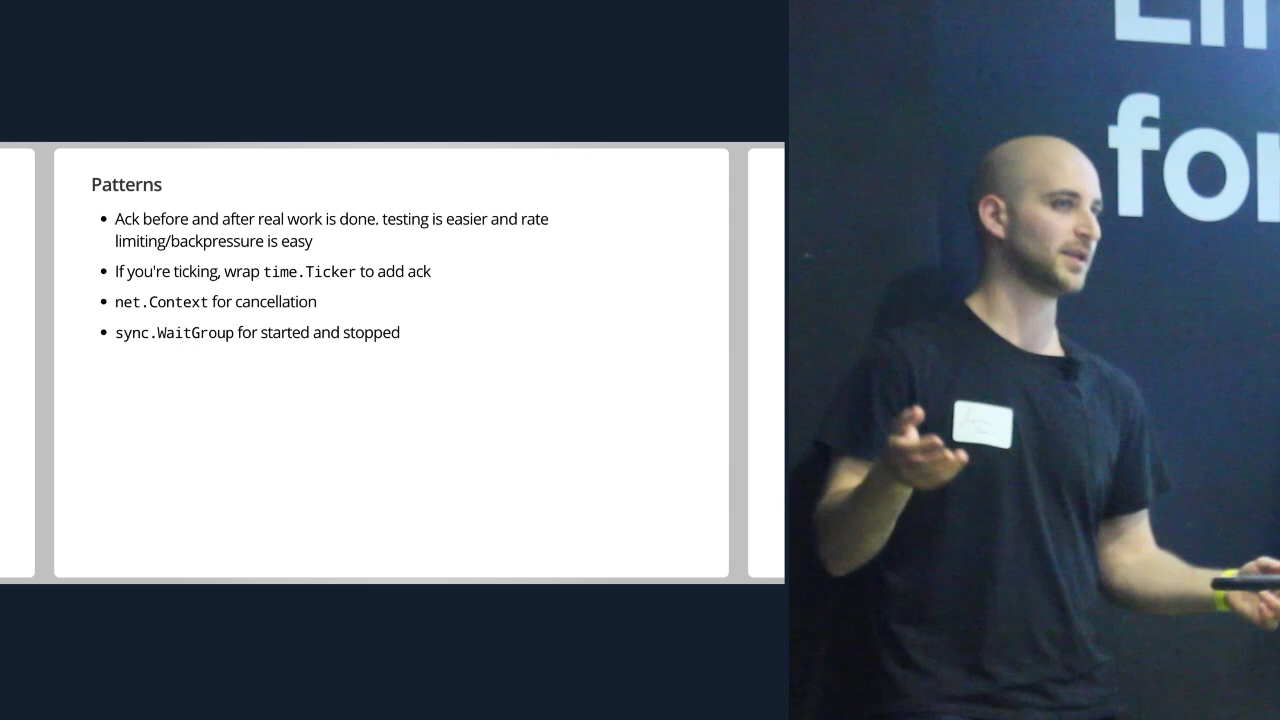 Patterns
Ack before and after real work is done. testing is easier and rate
limiting/backpressure is easy
If you're ticking, wrap time.Ticker to add ack
net.Context for cancellation
sync.WaitGroup for started and stopped
for